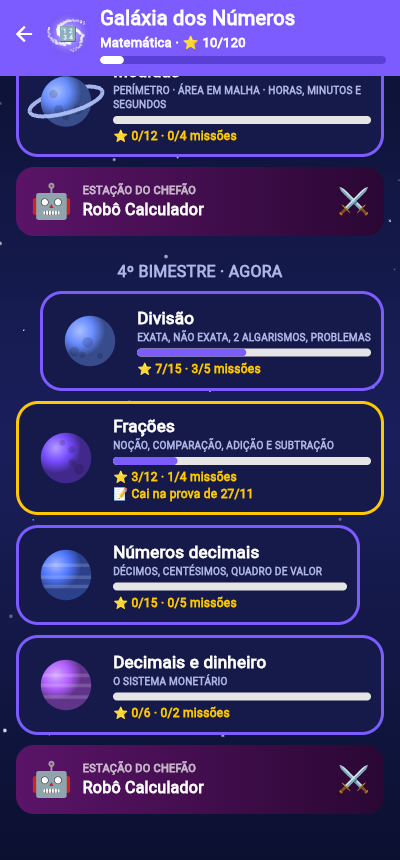 Galáxia dos Números
Matemática · ⭐ 10/120
Medidas
PERÍMETRO · ÁREA EM MALHA · HORAS, MINUTOS E
SEGUNDOS
⭐ 0/12 · 0/4 missões
ESTAÇÃO DO CHEFÃO
Robô Calculador
4º BIMESTRE · AGORA
Divisão
EXATA, NÃO EXATA, 2 ALGARISMOS, PROBLEMAS
⭐ 7/15 · 3/5 missões
Frações
NOÇÃO, COMPARAÇÃO, ADIÇÃO E SUBTRAÇÃO
⭐ 3/12 · 1/4 missões
📝 Cai na prova de 27/11
Números decimais
DÉCIMOS, CENTÉSIMOS, QUADRO DE VALOR
⭐ 0/15 · 0/5 missões
Decimais e dinheiro
O SISTEMA MONETÁRIO
⭐ 0/6 · 0/2 missões
ESTAÇÃO DO CHEFÃO
Robô Calculador